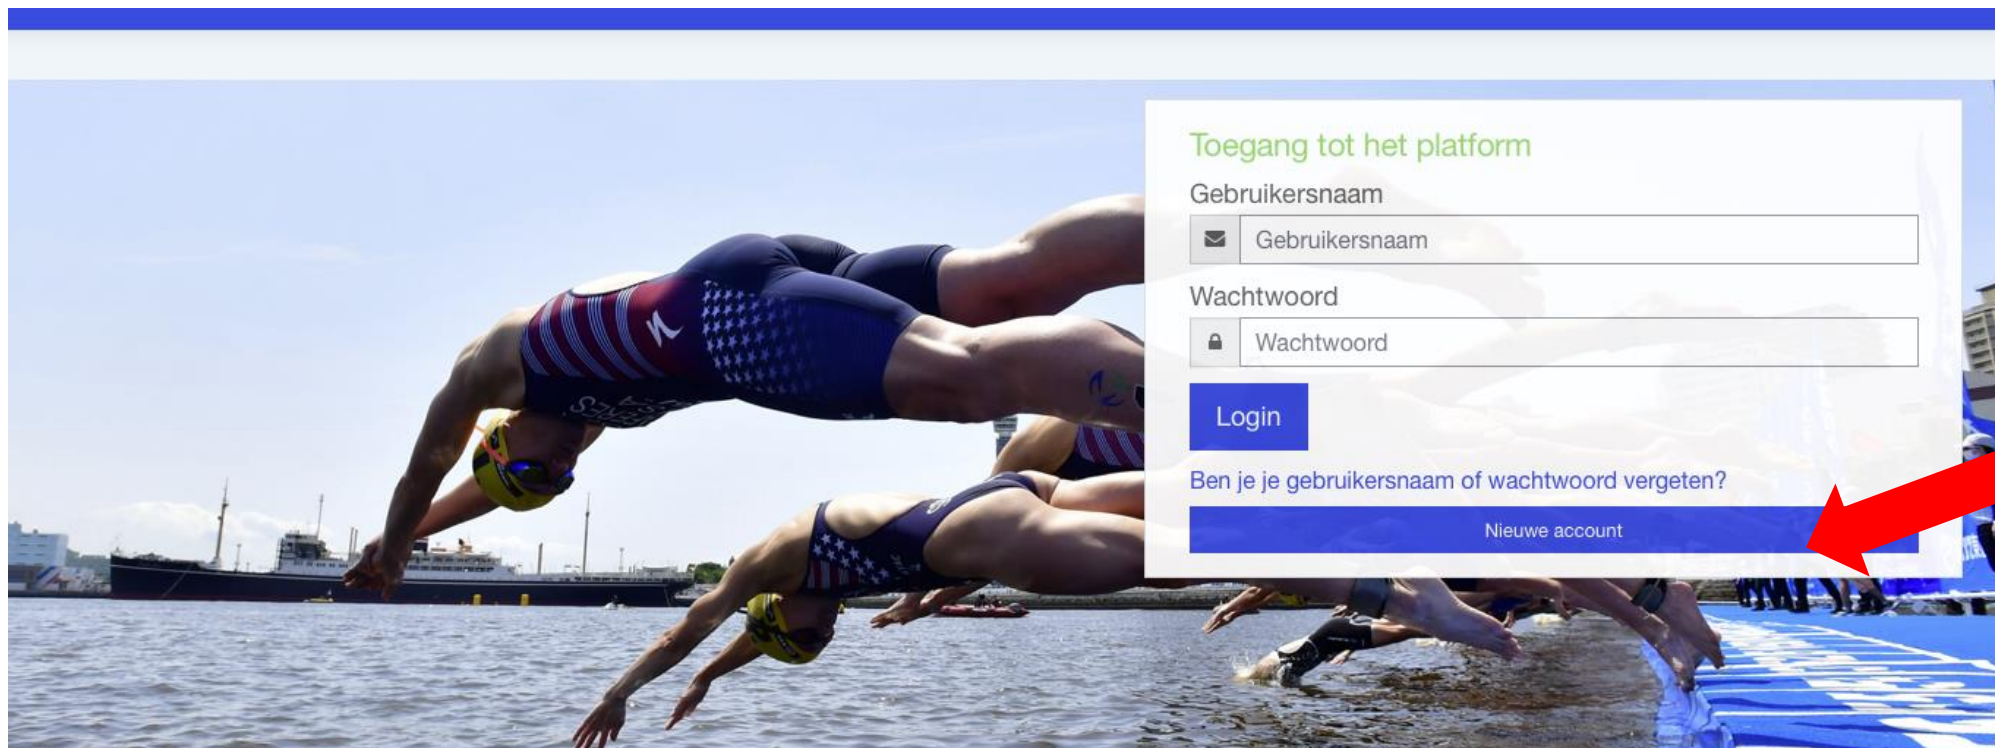 Toegang tot het platform
Gebruikersnaam
Gebruikersnaam
Wachtwoord
Wachtwoord
Login
Ben je je gebruikersnaam of wachtwoord vergeten?
Nieuwe account